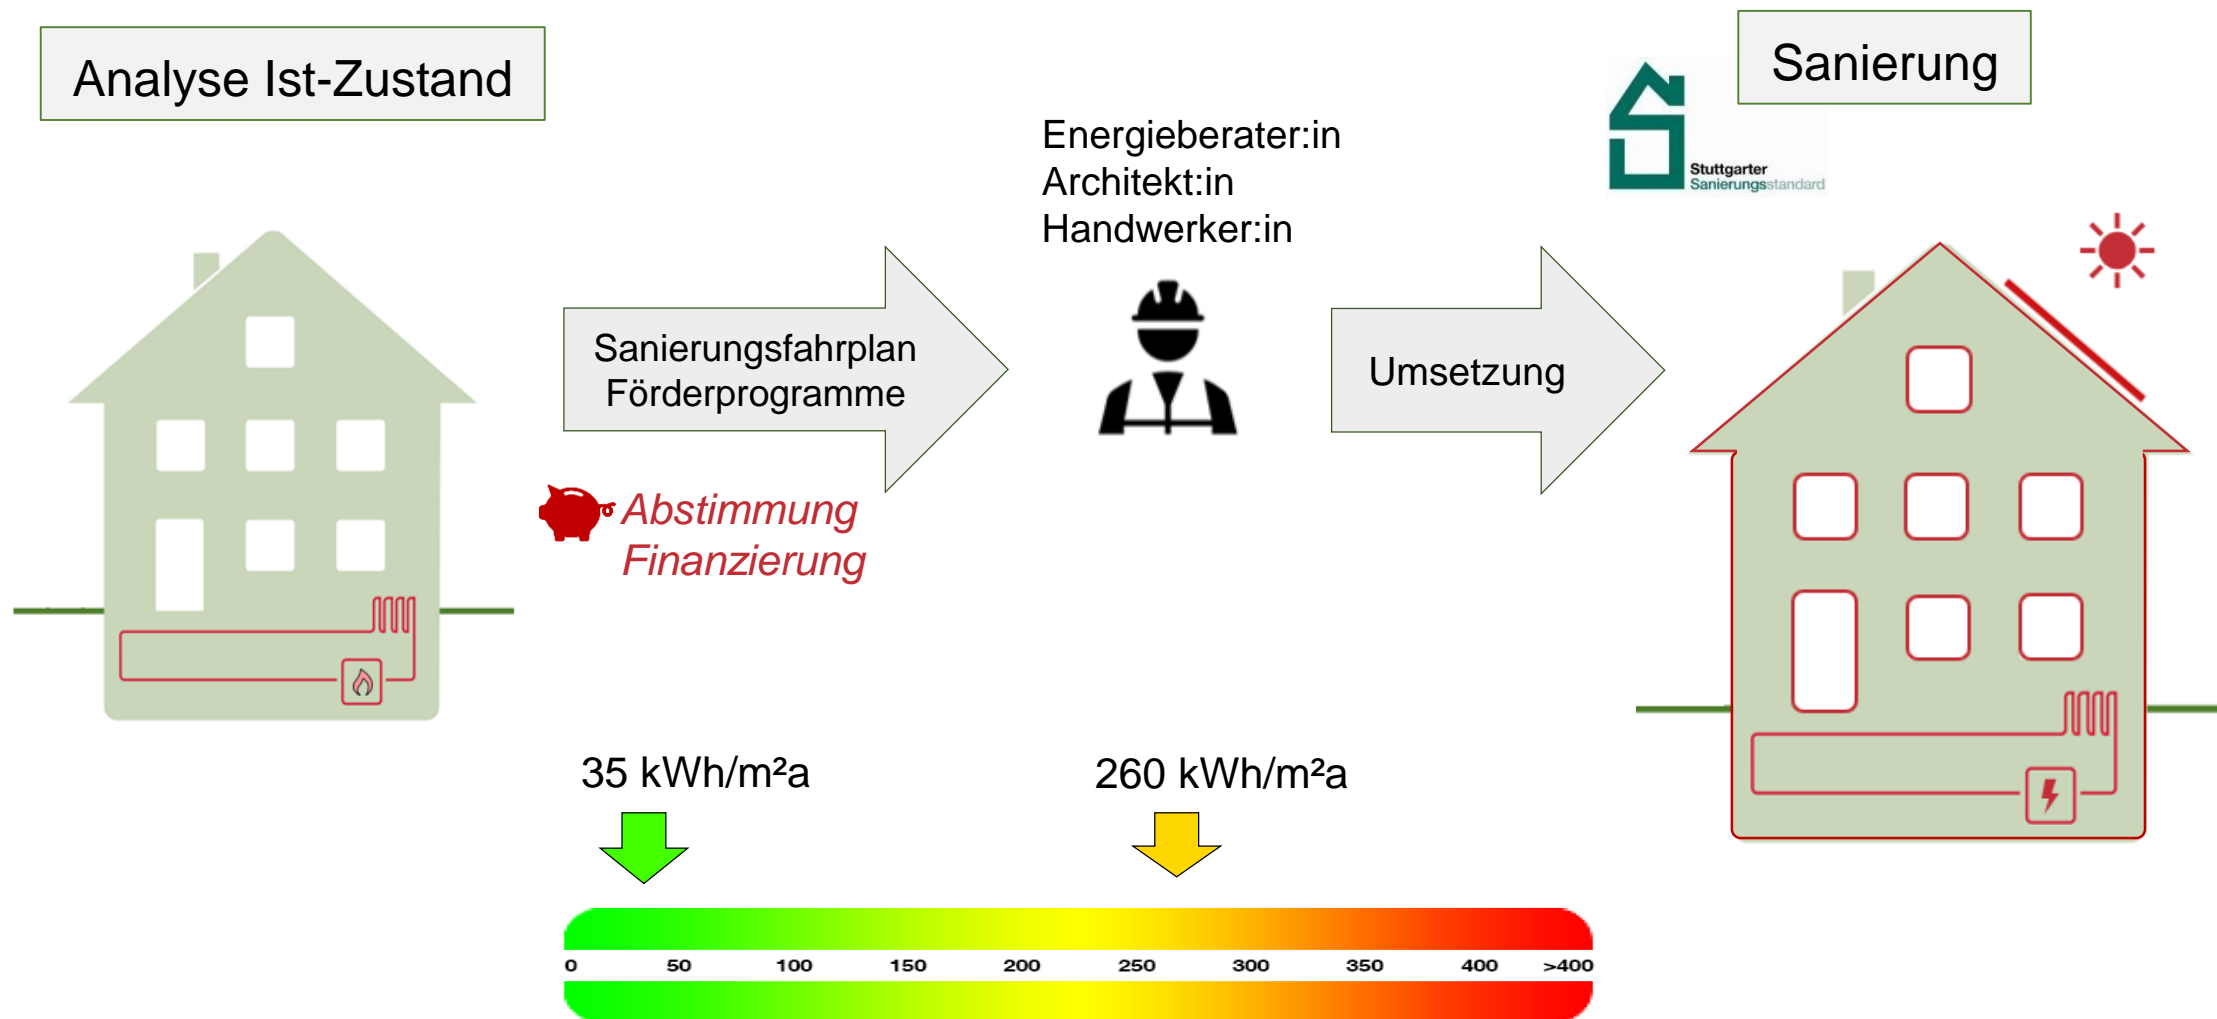 Analyse Ist-Zustand
Sanierung
Stuttgarter
Sanierungsstandard
Energieberater:in
Architekt:in
Handwerker:in
Sanierungsfahrplan
Förderprogramme
Umsetzung
Abstimmung
Finanzierung
35 kWh/m²a
260 kWh/m²a
0 50 100 150 200 250 300 350 400 >400